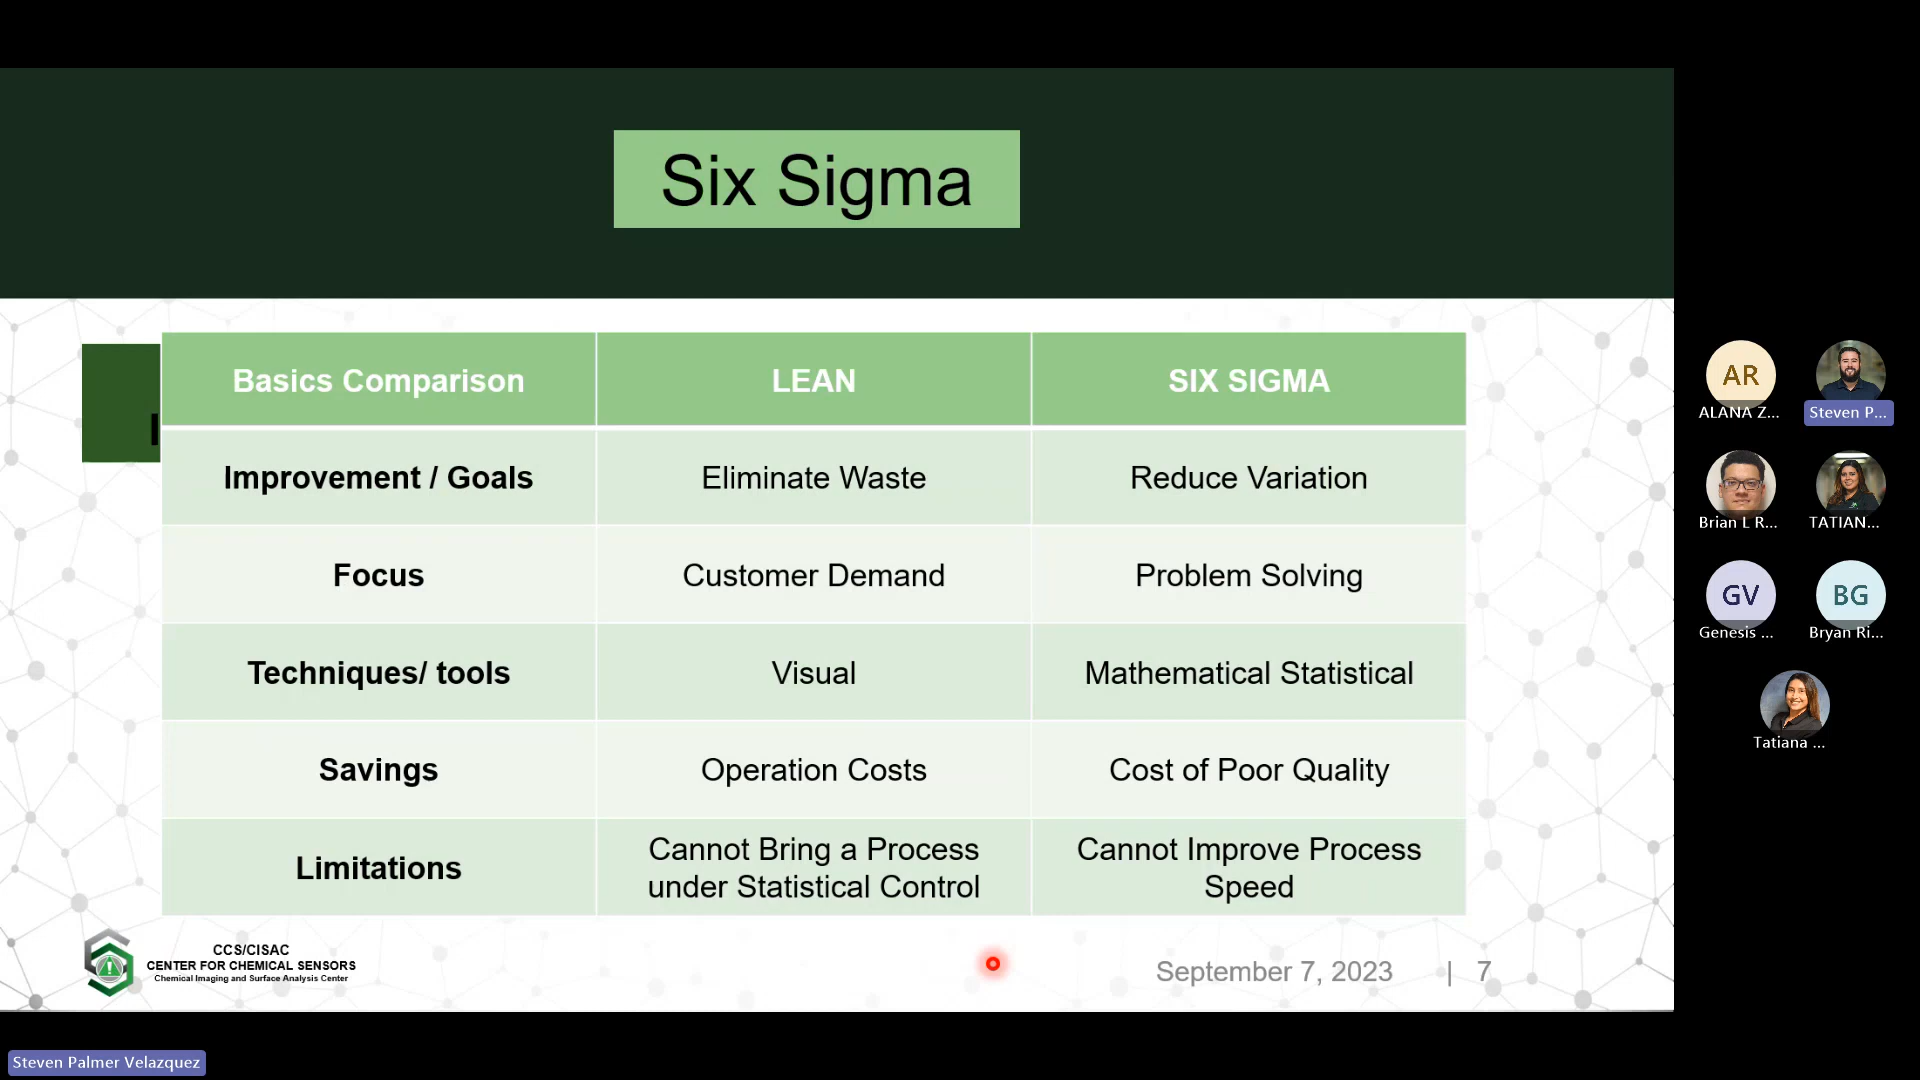 Six Sigma
Basics Comparison
LEAN
SIX SIGMA
Improvement / Goals
Eliminate Waste
Reduce Variation
Focus
Customer Demand
Problem Solving
Techniques/ tools
Visual
Mathematical Statistical
Savings
Operation Costs
Cost of Poor Quality
Limitations
Cannot Bring a Process
under Statistical Control
Cannot Improve Process
Speed
CCS/CISAC
CENTER FOR CHEMICAL SENSORS
Chemical Imaging and Surface Analysis Center
September 7, 2023 | 7
AR
ALANA Z...
Steven P...
Brian L R...
TATIAN...
GV
Genesis ...
BG
Bryan Ri...
Tatiana ...
Steven Palmer Velazquez